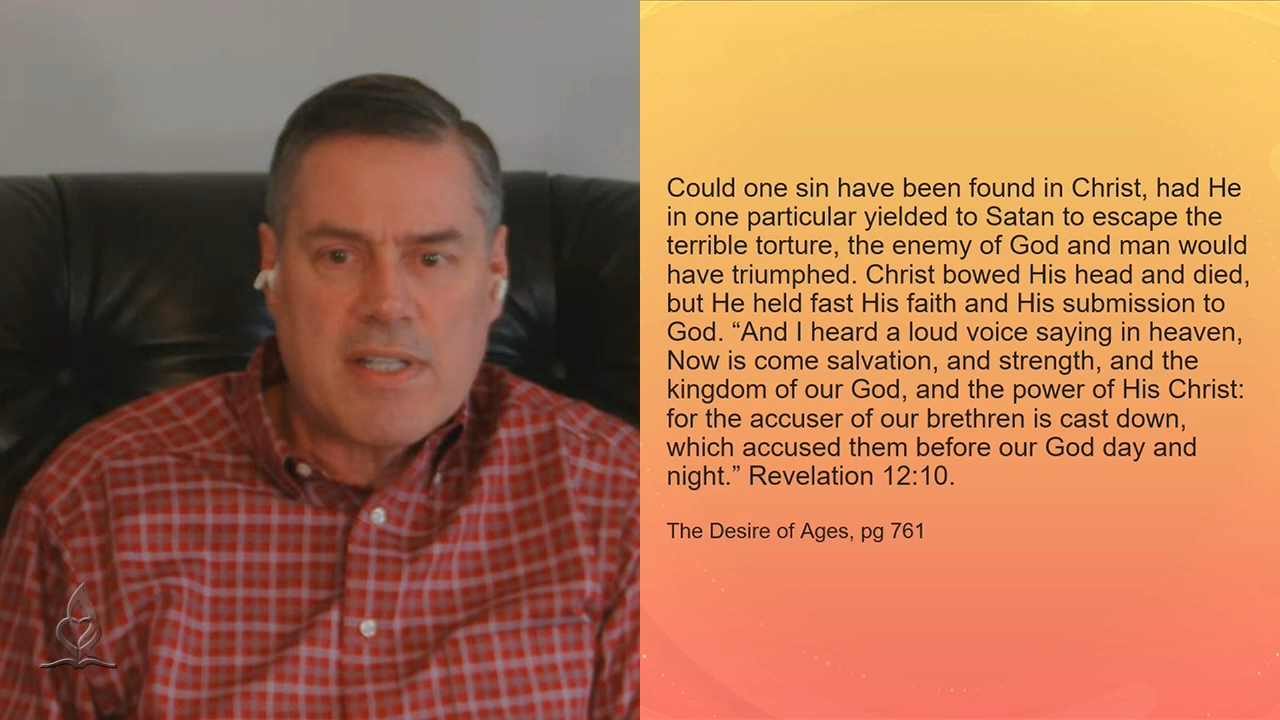 Could one sin have been found in Christ, had He
in one particular yielded to Satan to escape the
terrible torture, the enemy of God and man would
have triumphed. Christ bowed His head and died,
but He held fast His faith and His submission to
God. “And I heard a loud voice saying in heaven,
Now is come salvation, and strength, and the
kingdom of our God, and the power of His Christ:
for the accuser of our brethren is cast down,
which accused them before our God day and
night.” Revelation 12:10.
The Desire of Ages, pg 761